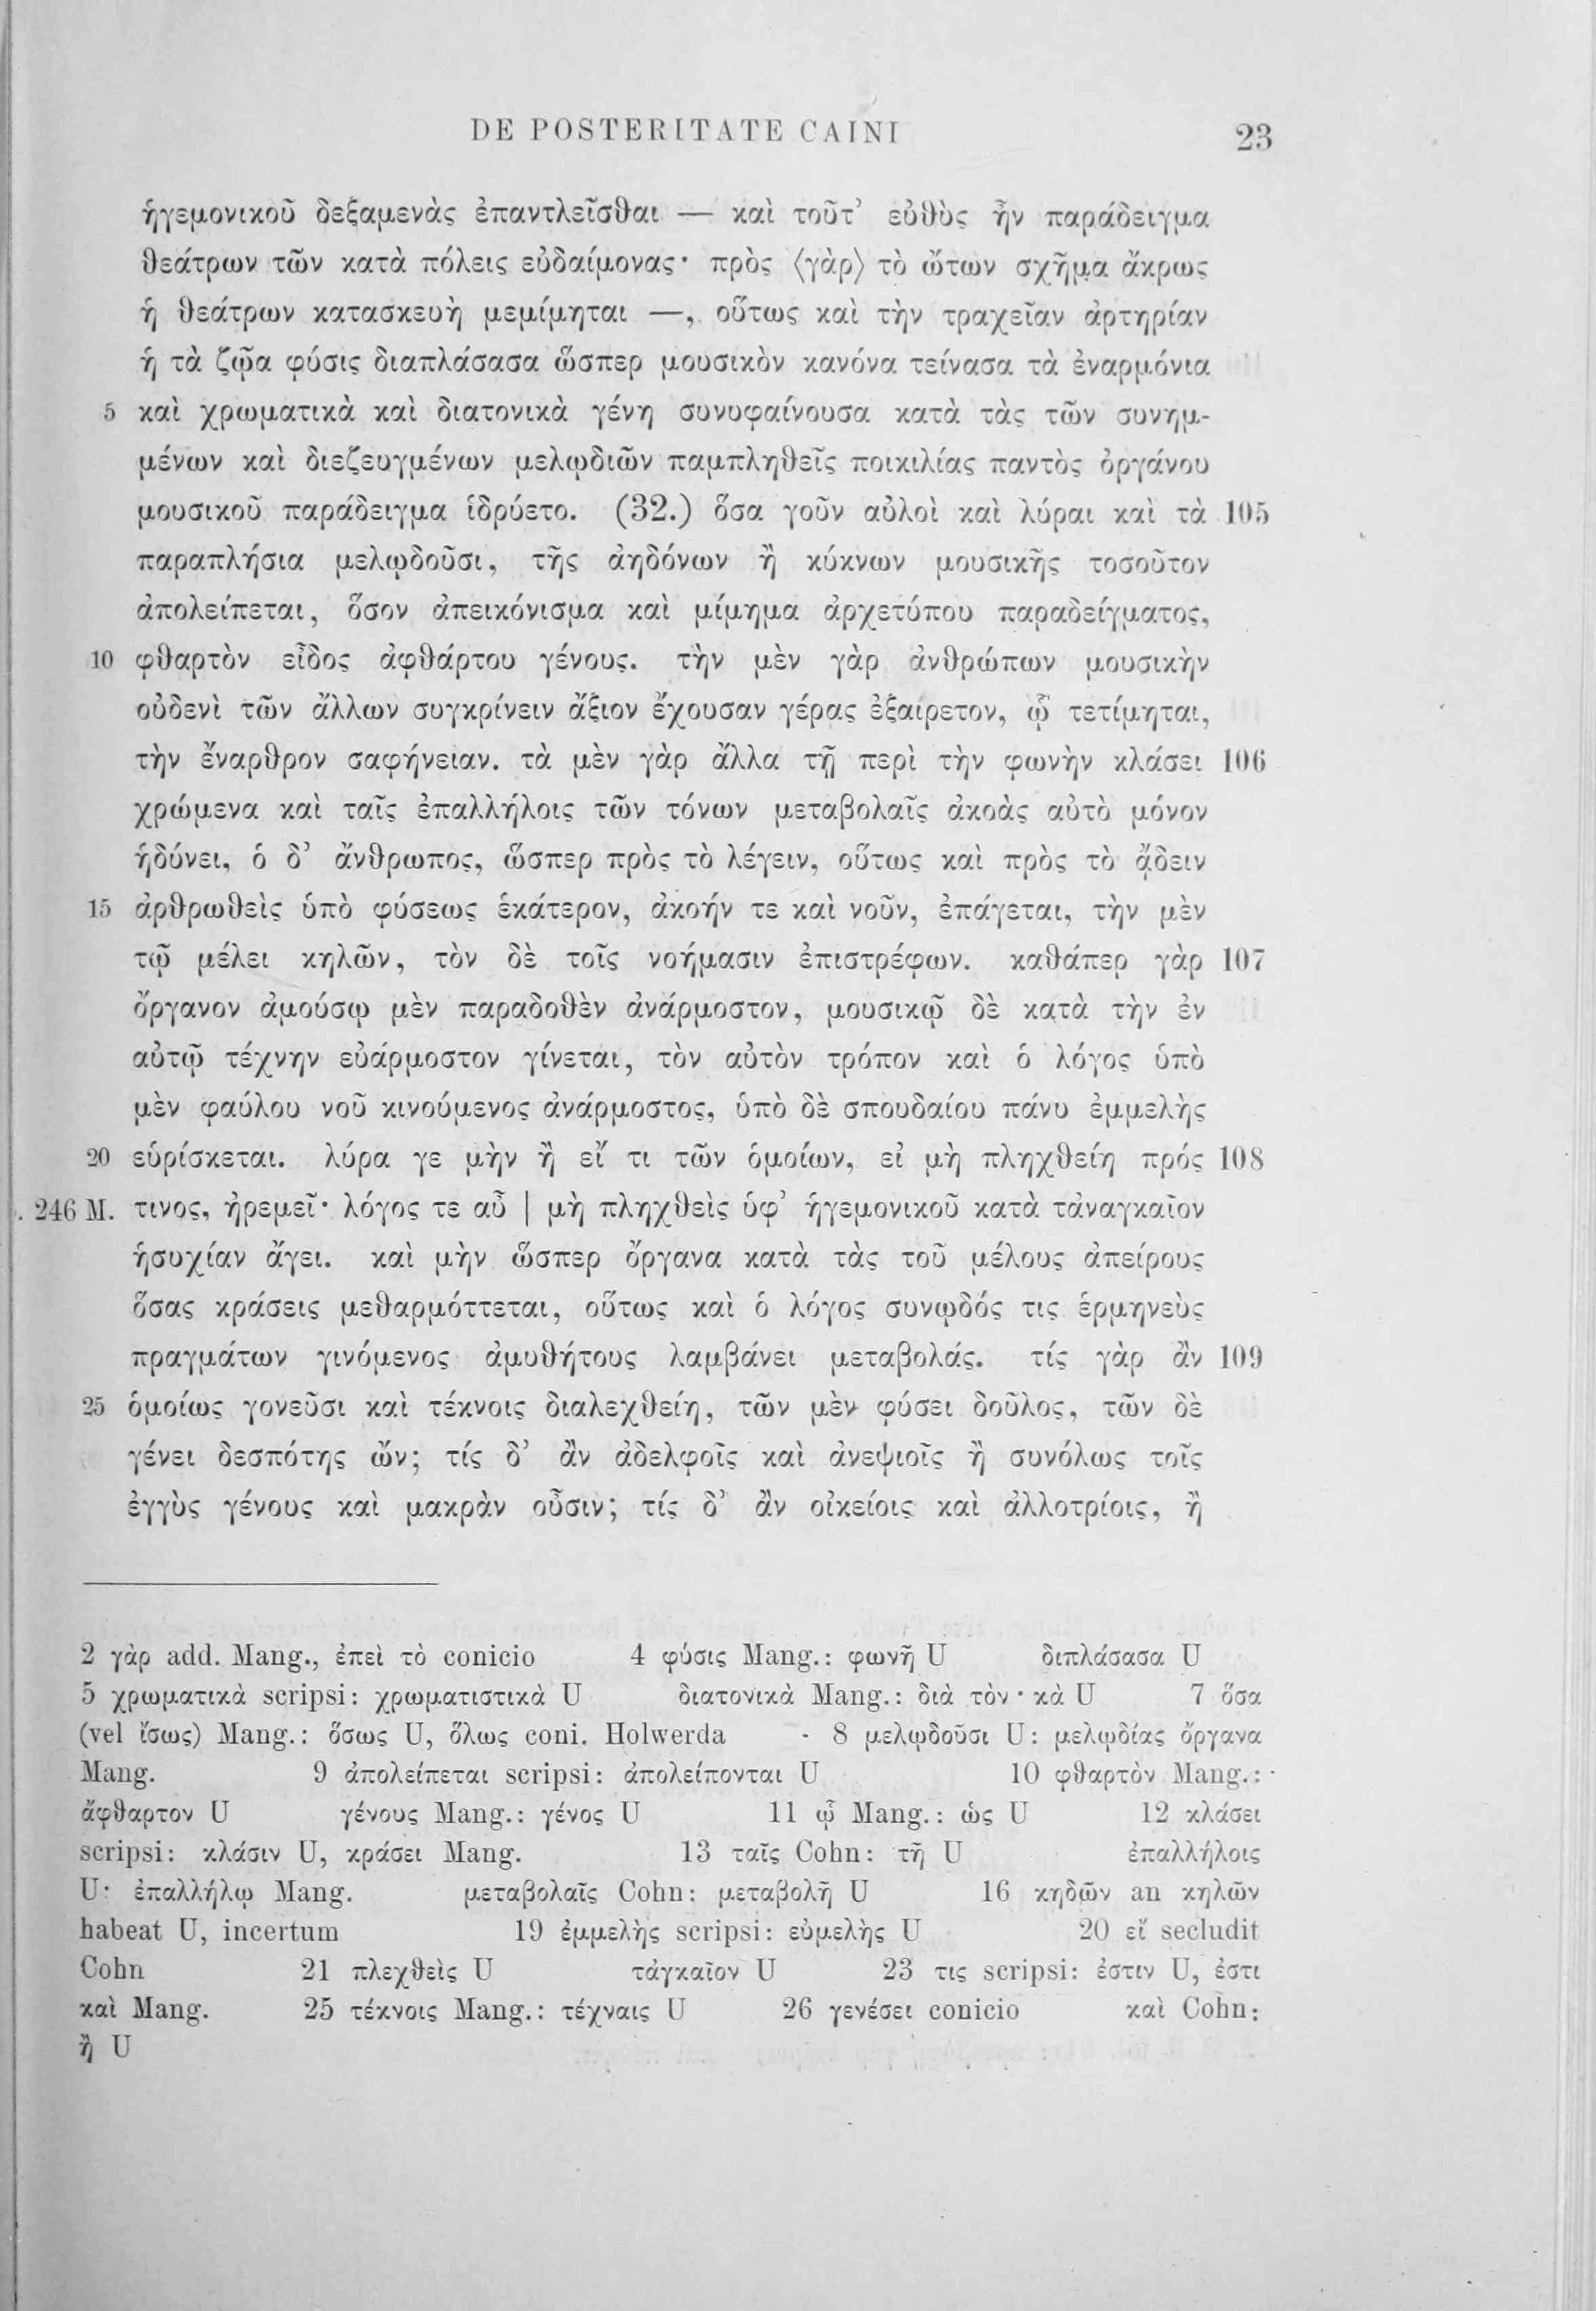 DE POSTERITATE CAINI 23
ἡγεμονικοῦ δεξαμενὰς ἐπαντλεῖσθαι — καὶ τοῦτ’ εὐθὺς ἦν παράδειγμα
θεάτρων τῶν κατὰ πόλεις εὐδαίμονας· πρὸς ⟨γὰρ⟩ τὸ ὤτων σχῆμα ἄκρως
ἡ θεάτρων κατασκευὴ μεμίμηται —, οὕτως καὶ τὴν τραχεῖαν ἀρτηρίαν
ἡ τὰ ζῷα φύσις διαπλάσασα ὥσπερ μουσικὸν κανόνα τείνασα τὰ ἐναρμόνια
5 καὶ χρωματικὰ καὶ διατονικὰ γένη συνυφαίνουσα κατὰ τὰς τῶν συνημ-
μένων καὶ διεζευγμένων μελῳδιῶν παμπληθεῖς ποικιλίας παντὸς ὀργάνου
μουσικοῦ παράδειγμα ἱδρύετο. (32.) ὅσα γοῦν αὐλοὶ καὶ λύραι καὶ τὰ 105
παραπλήσια μελῳδοῦσι, τῆς ἀηδόνων ἢ κύκνων μουσικῆς τοσοῦτον
ἀπολείπεται, ὅσον ἀπεικόνισμα καὶ μίμημα ἀρχετύπου παραδείγματος,
10 φθαρτὸν εἶδος ἀφθάρτου γένους. τὴν μὲν γὰρ ἀνθρώπων μουσικὴν
οὐδενὶ τῶν ἄλλων συγκρίνειν ἄξιον ἔχουσαν γέρας ἐξαίρετον, ᾧ τετίμηται,
τὴν ἔναρθρον σαφήνειαν. τὰ μὲν γὰρ ἄλλα τῇ περὶ τὴν φωνὴν κλάσει 106
χρώμενα καὶ ταῖς ἐπαλλήλοις τῶν τόνων μεταβολαῖς ἀκοὰς αὐτὸ μόνον
ἡδύνει, ὁ δ’ ἄνθρωπος, ὥσπερ πρὸς τὸ λέγειν, οὕτως καὶ πρὸς τὸ ᾄδειν
15 ἀρθρωθεὶς ὑπὸ φύσεως ἑκάτερον, ἀκοήν τε καὶ νοῦν, ἐπάγεται, τὴν μὲν
τῷ μέλει κηλῶν, τὸν δὲ τοῖς νοήμασιν ἐπιστρέφων. καθάπερ γὰρ 107
ὄργανον ἀμούσῳ μὲν παραδοθὲν ἀνάρμοστον, μουσικῷ δὲ κατὰ τὴν ἐν
αὐτῷ τέχνην εὐάρμοστον γίνεται, τὸν αὐτὸν τρόπον καὶ ὁ λόγος ὑπὸ
μὲν φαύλου νοῦ κινούμενος ἀνάρμοστος, ὑπὸ δὲ σπουδαίου πάνυ ἐμμελὴς
20 εὑρίσκεται. λύρα γε μὴν ἢ εἴ τι τῶν ὁμοίων, εἰ μὴ πληχθείη πρός 108
. 246 M. τινος, ἠρεμεῖ· λόγος τε αὖ | μὴ πληχθεὶς ὑφ’ ἡγεμονικοῦ κατὰ τἀναγκαῖον
ἡσυχίαν ἄγει. καὶ μὴν ὥσπερ ὄργανα κατὰ τὰς τοῦ μέλους ἀπείρους
ὅσας κράσεις μεθαρμόττεται, οὕτως καὶ ὁ λόγος συνῳδός τις ἑρμηνεὺς
πραγμάτων γινόμενος ἀμυθήτους λαμβάνει μεταβολάς. τίς γὰρ ἂν 109
25 ὁμοίως γονεῦσι καὶ τέκνοις διαλεχθείη, τῶν μὲν φύσει δοῦλος, τῶν δὲ
γένει δεσπότης ὤν; τίς δ’ ἂν ἀδελφοῖς καὶ ἀνεψιοῖς ἢ συνόλως τοῖς
ἐγγὺς γένους καὶ μακρὰν οὖσιν; τίς δ’ ἂν οἰκείοις καὶ ἀλλοτρίοις, ἢ
2 γὰρ add. Mang., ἐπεὶ τὸ conicio 4 φύσις Mang.: φωνῆ U διπλάσασα U
5 χρωματικὰ scripsi: χρωματιστικὰ U διατονικὰ Mang.: διὰ τὸν · κὰ U 7 ὅσα
(vel ἴσως) Mang.: ὅσως U, ὅλως coni. Holwerda 8 μελῳδοῦσι U: μελῳδίας ὄργανα
Mang. 9 ἀπολείπεται scripsi: ἀπολείπονται U 10 φθαρτὸν Mang.:
ἄφθαρτον U γένους Mang.: γένος U 11 ᾧ Mang.: ὡς U 12 κλάσει
scripsi: κλάσιν U, κράσει Mang. 13 ταῖς Cohn: τῆ U ἐπαλλήλοις
U: ἐπαλλήλῳ Mang. μεταβολαῖς Cohn: μεταβολῆ U 16 κηδῶν an κηλῶν
habeat U, incertum 19 ἐμμελὴς scripsi: εὐμελὴς U 20 εἴ secludit
Cohn 21 πλεχθεὶς U τἀγκαῖον U 23 τις scripsi: ἐστιν U, ἐστι
καὶ Mang. 25 τέκνοις Mang.: τέχναις U 26 γενέσει conicio καὶ Cohn:
ἢ U